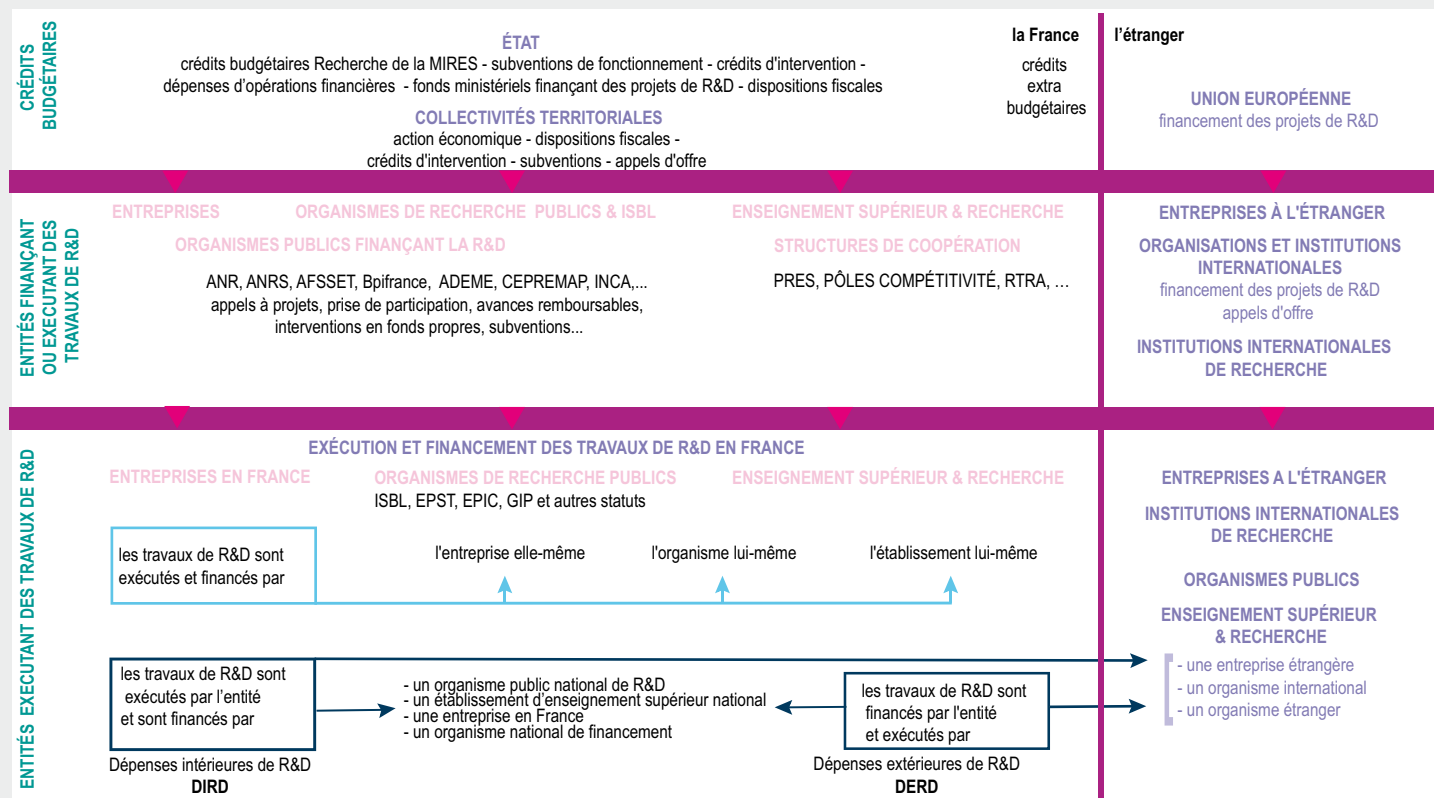 CRÉDITS
BUDGÉTAIRES
ÉTAT
crédits budgétaires Recherche de la MIRES - subventions de fonctionnement - crédits d'intervention -
dépenses d'opérations financières - fonds ministériels finançant des projets de R&D - dispositions fiscales
COLLECTIVITÉS TERRITORIALES
action économique - dispositions fiscales -
crédits d'intervention - subventions - appels d'offre
la France
crédits
extra
budgétaires
l'étranger
UNION EUROPÉENNE
financement des projets de R&D
ENTITÉS FINANÇANT
OU EXECUTANT DES
TRAVAUX DE R&D
ENTREPRISES
ORGANISMES DE RECHERCHE PUBLICS & ISBL
ENSEIGNEMENT SUPÉRIEUR & RECHERCHE
ORGANISMES PUBLICS FINANÇANT LA R&D
ANR, ANRS, AFSSET, Bpifrance, ADEME, CEPREMAP, INCA,...
appels à projets, prise de participation, avances remboursables,
interventions en fonds propres, subventions...
STRUCTURES DE COOPÉRATION
PRES, PÔLES COMPÉTITIVITÉ, RTRA, …
ENTREPRISES À L'ÉTRANGER
ORGANISATIONS ET INSTITUTIONS
INTERNATIONALES
financement des projets de R&D
appels d'offre
INSTITUTIONS INTERNATIONALES
DE RECHERCHE
ENTITÉS EXECUTANT DES TRAVAUX DE R&D
EXÉCUTION ET FINANCEMENT DES TRAVAUX DE R&D EN FRANCE
ENTREPRISES EN FRANCE
ORGANISMES DE RECHERCHE PUBLICS
ISBL, EPST, EPIC, GIP et autres statuts
ENSEIGNEMENT SUPÉRIEUR & RECHERCHE
les travaux de R&D sont
exécutés et financés par
l'entreprise elle-même
l'organisme lui-même
l'établissement lui-même
les travaux de R&D sont
exécutés par l'entité
et sont financés par
- un organisme public national de R&D
- un établissement d'enseignement supérieur national
- une entreprise en France
- un organisme national de financement
les travaux de R&D sont
financés par l'entité
et exécutés par
Dépenses intérieures de R&D
DIRD
Dépenses extérieures de R&D
DERD
ENTREPRISES A L'ÉTRANGER
INSTITUTIONS INTERNATIONALES
DE RECHERCHE
ORGANISMES PUBLICS
ENSEIGNEMENT SUPÉRIEUR
& RECHERCHE
- une entreprise étrangère
- un organisme international
- un organisme étranger